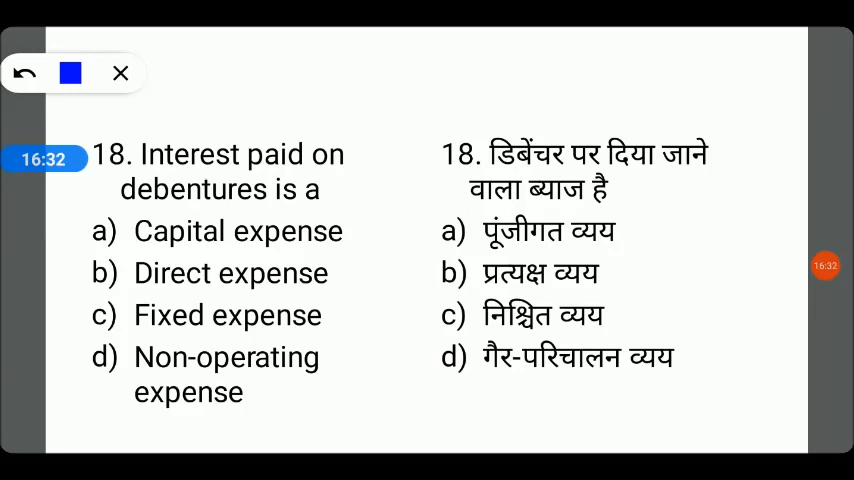 16:32
18. Interest paid on
debentures is a
a) Capital expense
b) Direct expense
c) Fixed expense
d) Non-operating
expense
18. डिबेंचर पर दिया जाने
वाला ब्याज है
a) पूंजीगत व्यय
b) प्रत्यक्ष व्यय
c) निश्चित व्यय
d) गैर-परिचालन व्यय
16:32